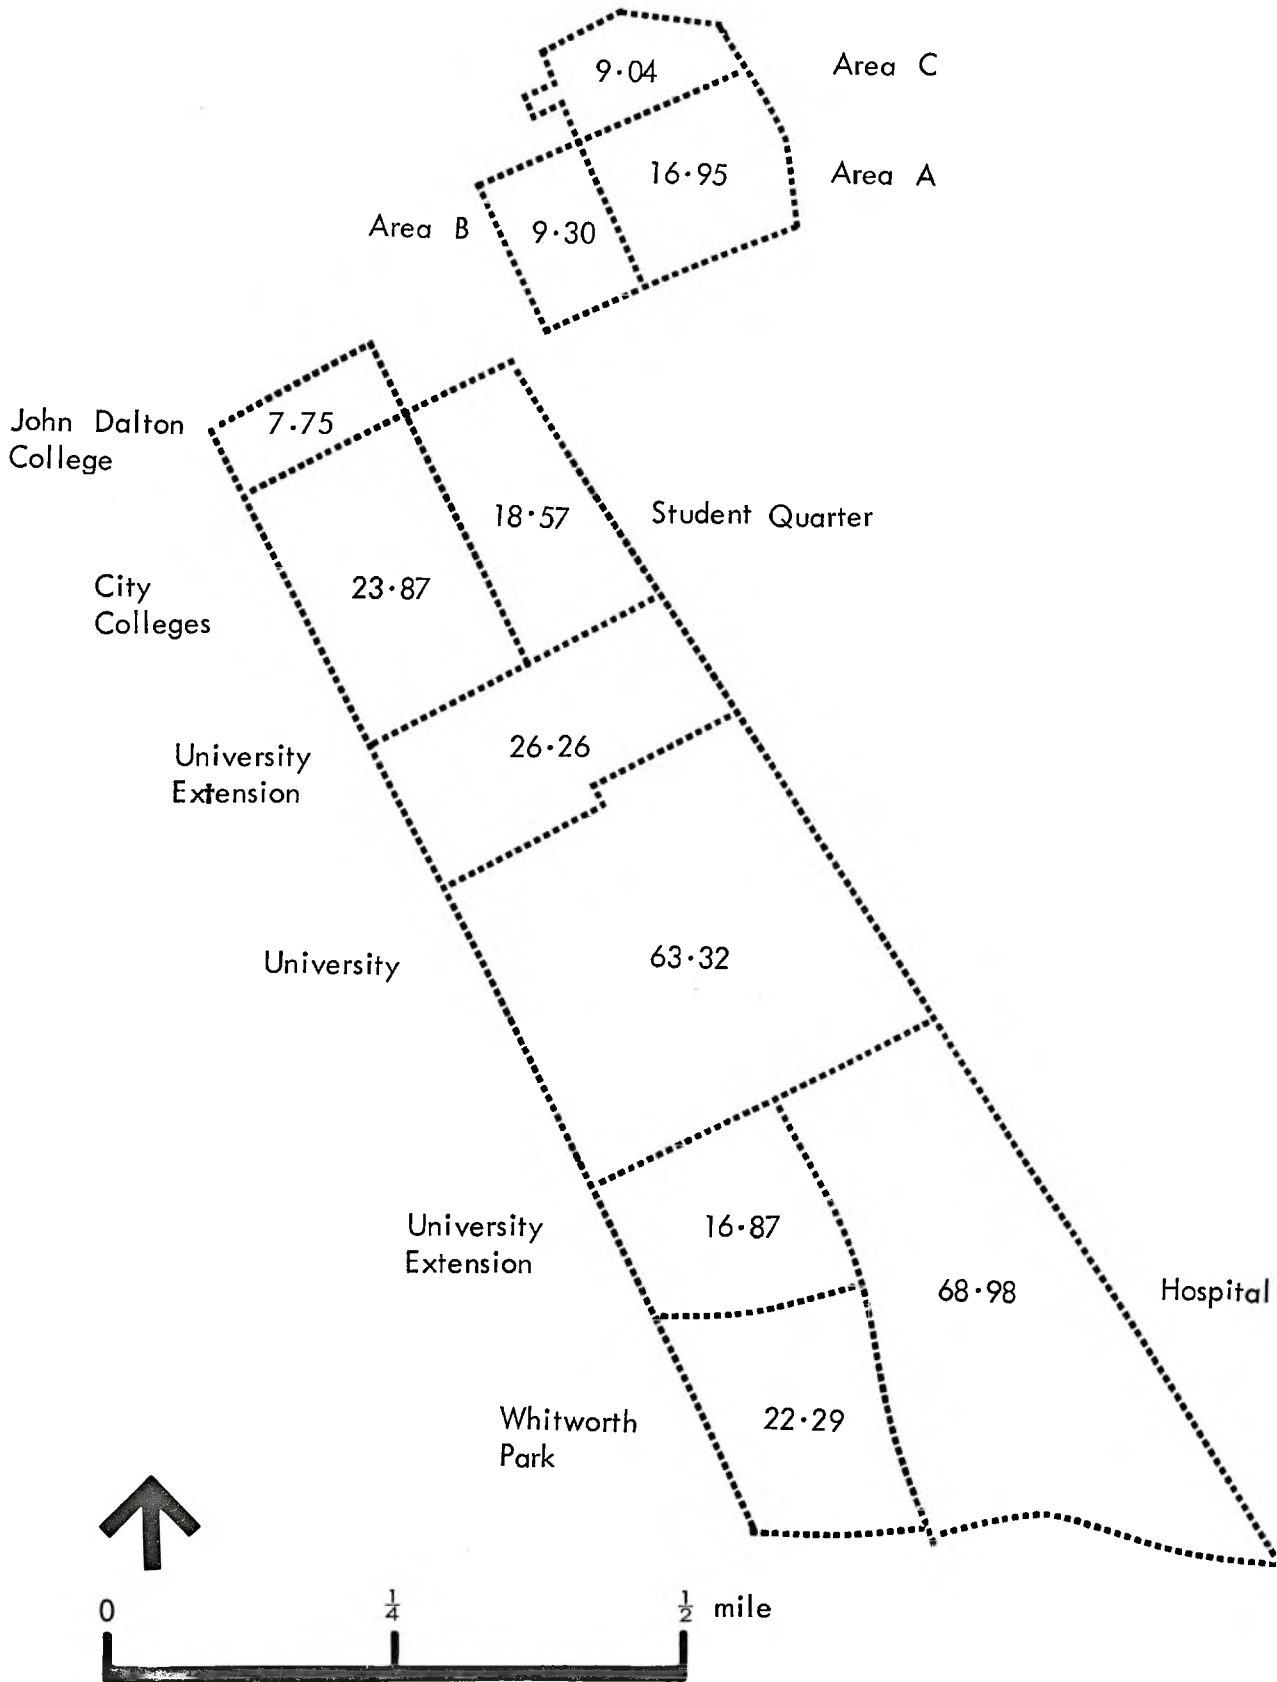 9·04
Area C
16·95
Area A
Area B
9·30
John Dalton
College
7·75
18·57
Student Quarter
City
Colleges
23·87
University
Extension
26·26
University
63·32
University
Extension
16·87
68·98
Hospital
Whitworth
Park
22·29
0
1/4
1/2 mile